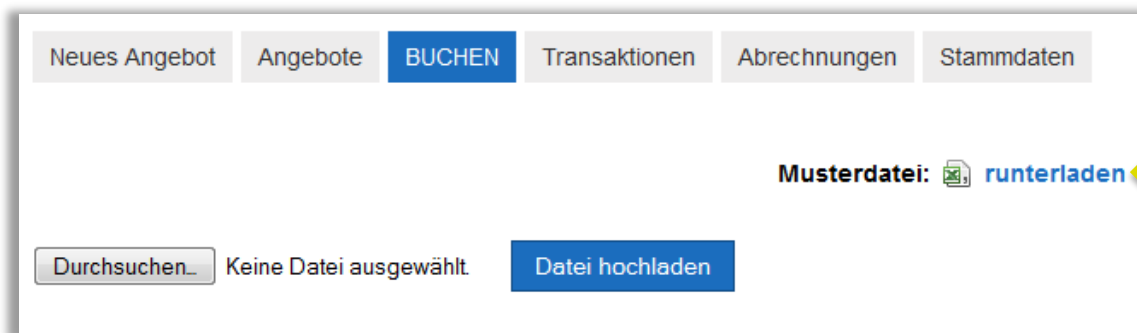 Neues Angebot Angebote BUCHEN Transaktionen Abrechnungen Stammdaten
Musterdatei: runterladen
Durchsuchen... Keine Datei ausgewählt. Datei hochladen